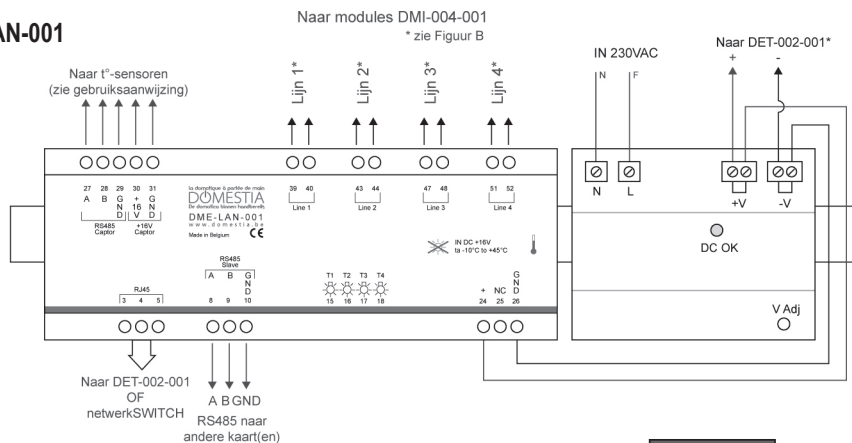 AN-001
Naar modules DMI-004-001
* zie Figuur B
Naar t°-sensoren
(zie gebruiksaanwijzing)
Lijn 1*
Lijn 2*
Lijn 3*
Lijn 4*
IN 230VAC
N
F
Naar DET-002-001*
+
-
27 28 29 30 31
A B GND +16V GND
RS485 Captor
+16V Captor
la domotique à portée de main
DOMESTIA
De domotica binnen handbereik
DME-LAN-001
www.domestia.be
Made in Belgium
CE
39 40
Line 1
43 44
Line 2
47 48
Line 3
51 52
Line 4
N
L
+V
-V
DC OK
V Adj
IN DC +16V
ta -10°C to +45°C
RS485
Slave
A B GND
8 9 10
RJ45
3 4 5
T1 T2 T3 T4
15 16 17 18
+ NC GND
24 25 26
Naar DET-002-001
OF
netwerkSWITCH
A B GND
RS485 naar
andere kaart(en)